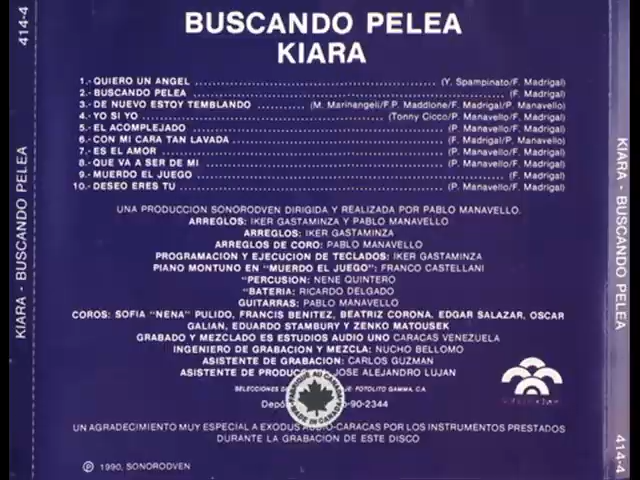 BUSCANDO PELEA
KIARA
1.- QUIERO UN ANGEL (Y. Spampinato/F. Madrigal)
2.- BUSCANDO PELEA (F. Madrigal)
3.- DE NUEVO ESTOY TEMBLANDO (M. Marinangeli/F.P. Maddlone/F. Madrigal/P. Manavello)
4.- YO SI YO (Tonny Cicco/P. Manavello/F. Madrigal)
5.- EL ACOMPLEJADO (P. Manavello/F. Madrigal)
6.- CON MI CARA TAN LAVADA (F. Madrigal/P. Manavello)
7.- ES EL AMOR (P. Manavello/F. Madrigal)
8.- QUE VA A SER DE MI (P. Manavello/F. Madrigal)
9.- MUERDO EL JUEGO (F. Madrigal)
10.- DESEO ERES TU (P. Manavello/F. Madrigal)
UNA PRODUCCION SONORODVEN DIRIGIDA Y REALIZADA POR PABLO MANAVELLO.
ARREGLOS: IKER GASTAMINZA Y PABLO MANAVELLO
ARREGLOS: IKER GASTAMINZA
ARREGLOS DE CORO: PABLO MANAVELLO
PROGRAMACION Y EJECUCION DE TECLADOS: IKER GASTAMINZA
PIANO MONTUNO EN "MUERDO EL JUEGO": FRANCO CASTELLANI
"PERCUSION: NENE QUINTERO
"BATERIA: RICARDO DELGADO
GUITARRAS: PABLO MANAVELLO
COROS: SOFIA "NENA" PULIDO, FRANCIS BENITEZ, BEATRIZ CORONA, EDGAR SALAZAR, OSCAR
GALIAN, EDUARDO STAMBURY Y ZENKO MATOUSEK
GRABADO Y MEZCLADO ES ESTUDIOS AUDIO UNO CARACAS VENEZUELA
INGENIERO DE GRABACION Y MEZCLA: NUCHO BELLOMO
ASISTENTE DE GRABACION: CARLOS GUZMAN
ASISTENTE DE JOSE ALEJANDRO LUJAN
SELECCIONES FOTOLITO GAMMA, C.A
90-2344
UN AGRADECIMIENTO MUY ESPECIAL A EXODUS AUDIO-CARACAS POR LOS INSTRUMENTOS PRESTADOS
DURANTE LA GRABACION DE ESTE DISCO
℗ 1990, SONORODVEN
414-4
KIARA - BUSCANDO PELEA
KIARA - BUSCANDO PELEA
414-4